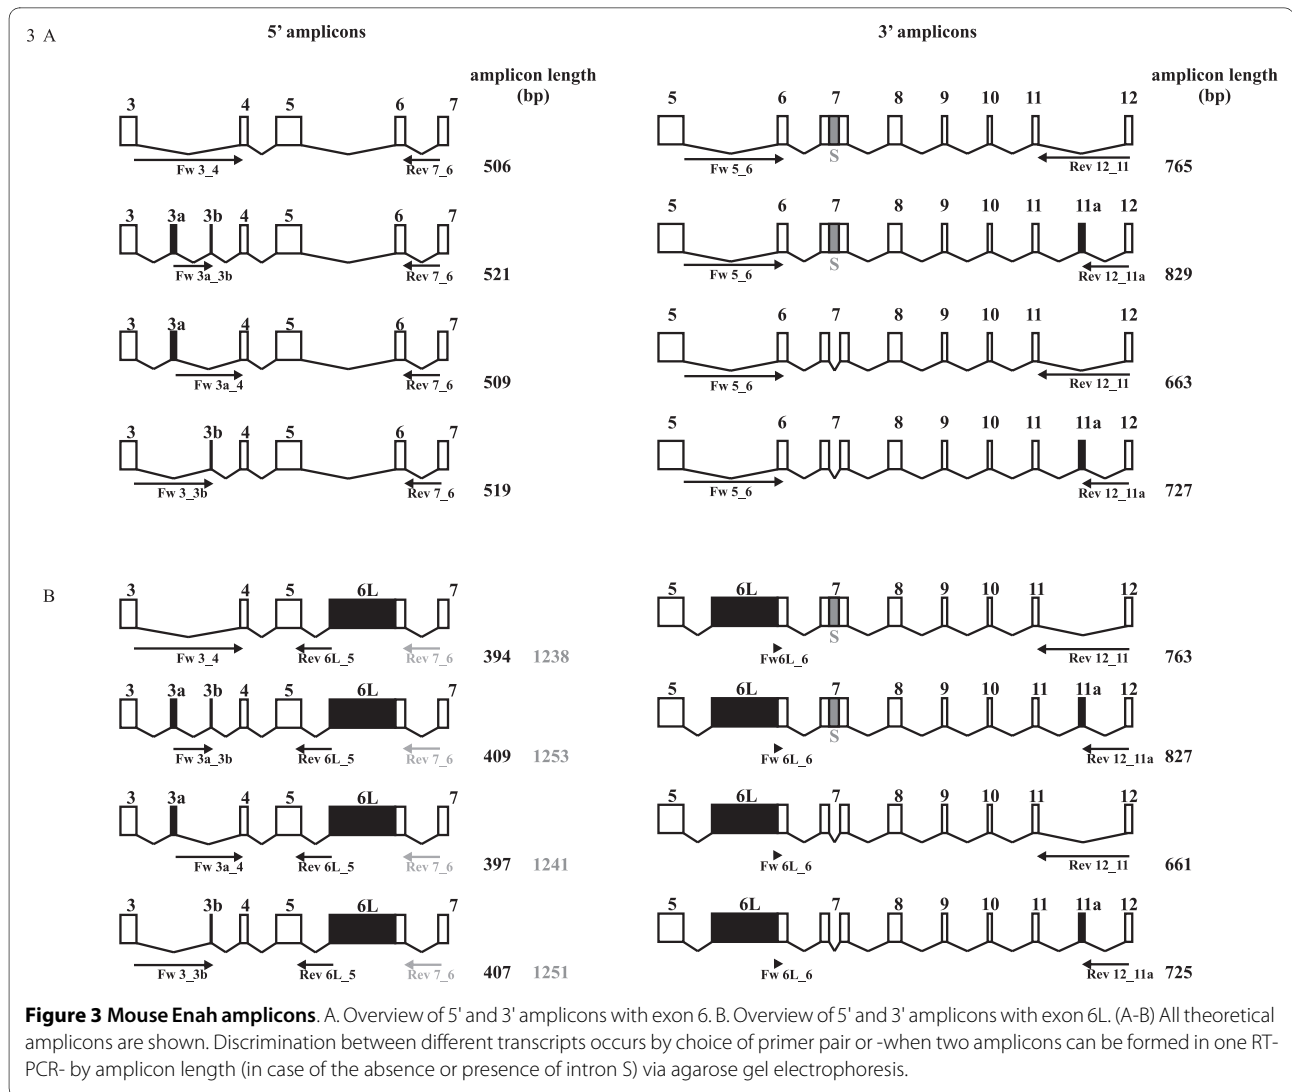 3 A
5' amplicons
3' amplicons
amplicon length
(bp)
amplicon length
(bp)
3 4 5 6 7
Fw 3_4 Rev 7_6 506
5 6 7 8 9 10 11 12
S
Fw 5_6 Rev 12_11 765
3 3a 3b 4 5 6 7
Fw 3a_3b Rev 7_6 521
5 6 7 8 9 10 11 11a 12
S
Fw 5_6 Rev 12_11a 829
3 3a 4 5 6 7
Fw 3a_4 Rev 7_6 509
5 6 7 8 9 10 11 12
Fw 5_6 Rev 12_11 663
3 3b 4 5 6 7
Fw 3_3b Rev 7_6 519
5 6 7 8 9 10 11 11a 12
Fw 5_6 Rev 12_11a 727
B
3 4 5 6L 7
Fw 3_4 Rev 6L_5 Rev 7_6 394 1238
5 6L 7 8 9 10 11 12
S
Fw6L_6 Rev 12_11 763
3 3a 3b 4 5 6L 7
Fw 3a_3b Rev 6L_5 Rev 7_6 409 1253
5 6L 7 8 9 10 11 11a 12
S
Fw 6L_6 Rev 12_11a 827
3 3a 4 5 6L 7
Fw 3a_4 Rev 6L_5 Rev 7_6 397 1241
5 6L 7 8 9 10 11 12
Fw 6L_6 Rev 12_11 661
3 3b 4 5 6L 7
Fw 3_3b Rev 6L_5 Rev 7_6 407 1251
5 6L 7 8 9 10 11 11a 12
Fw 6L_6 Rev 12_11a 725
Figure 3 Mouse Enah amplicons. A. Overview of 5' and 3' amplicons with exon 6. B. Overview of 5' and 3' amplicons with exon 6L. (A-B) All theoretical
amplicons are shown. Discrimination between different transcripts occurs by choice of primer pair or -when two amplicons can be formed in one RT-
PCR- by amplicon length (in case of the absence or presence of intron S) via agarose gel electrophoresis.